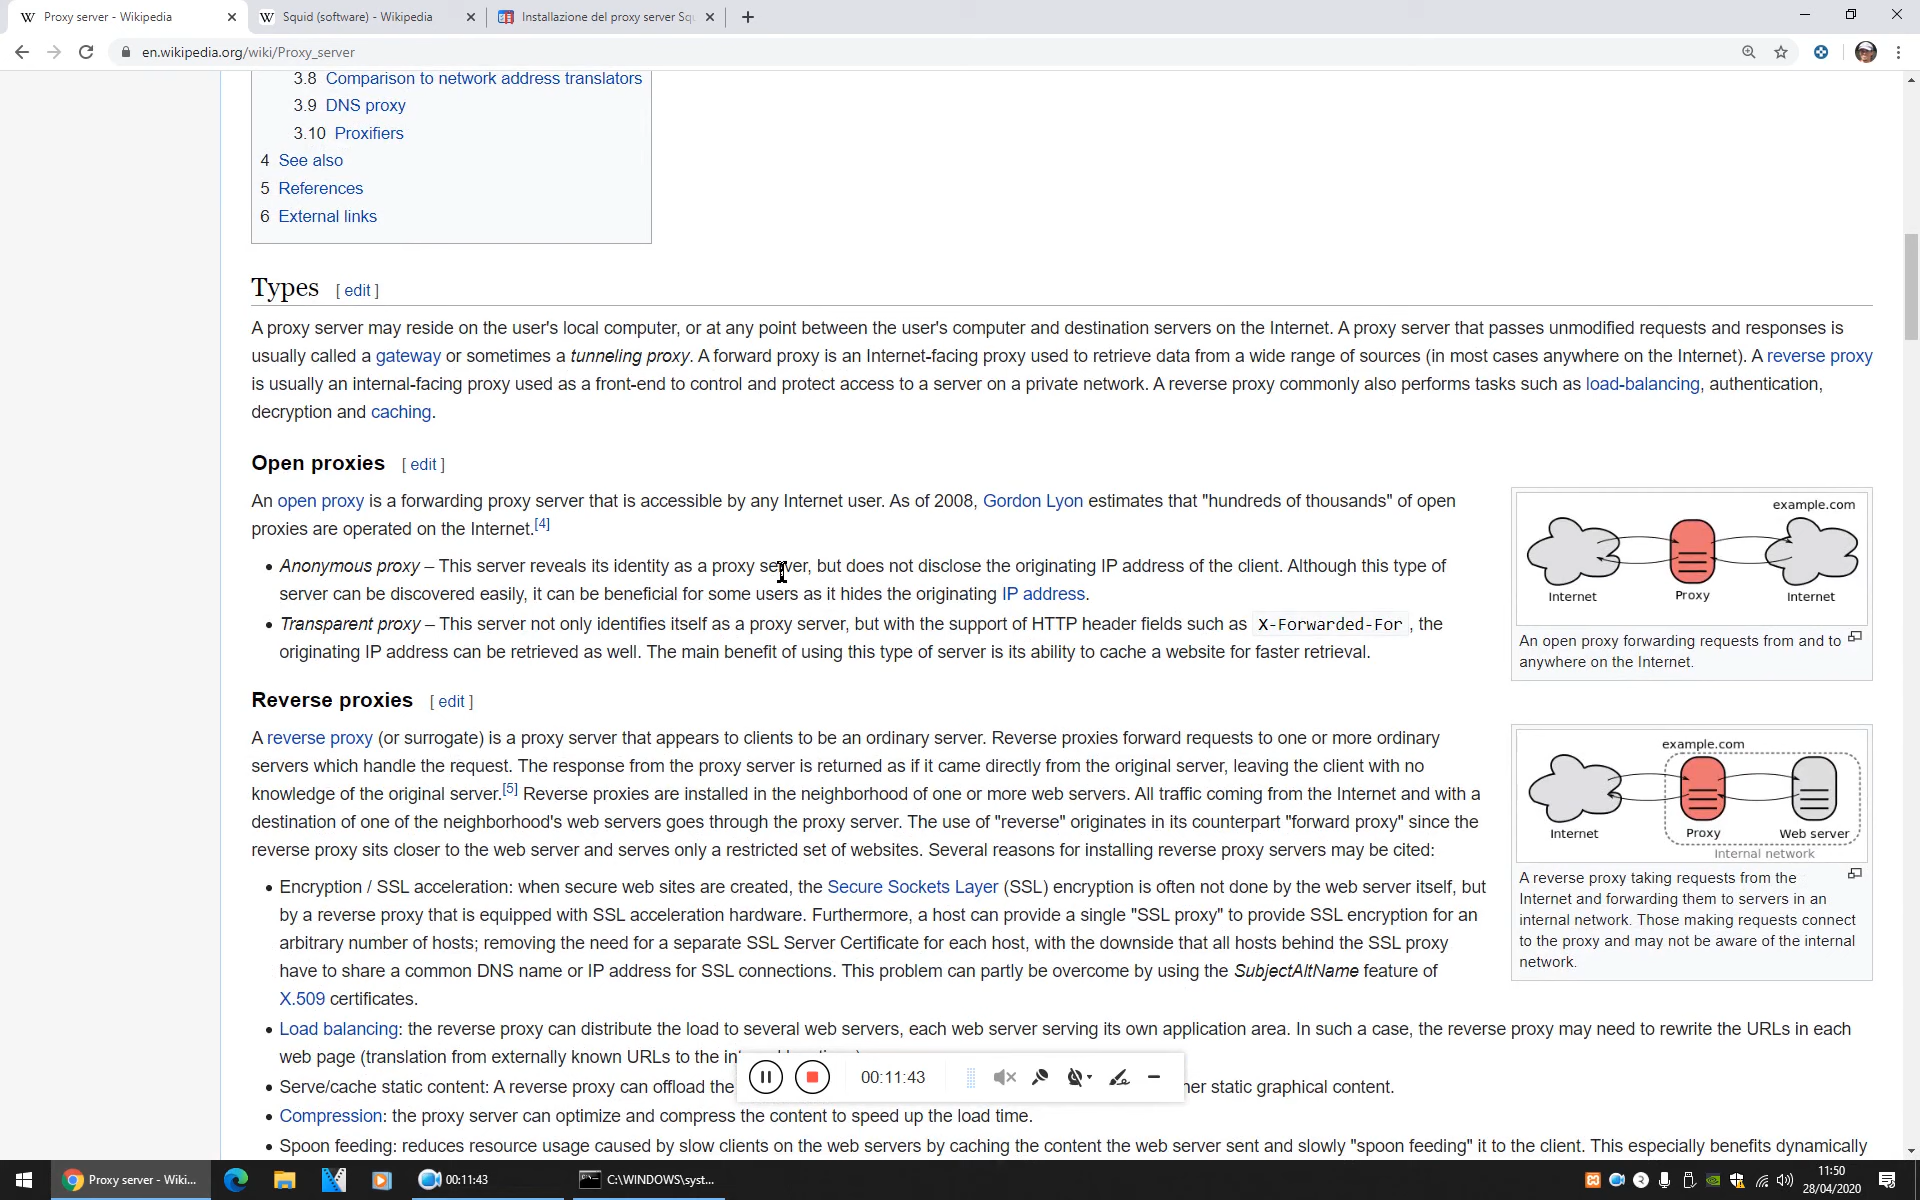 Proxy server - Wikipedia
Squid (software) - Wikipedia
Installazione del proxy server Squ
en.wikipedia.org/wiki/Proxy_server
3.8 Comparison to network address translators
3.9 DNS proxy
3.10 Proxifiers
4 See also
5 References
6 External links
Types [ edit ]
A proxy server may reside on the user's local computer, or at any point between the user's computer and destination servers on the Internet. A proxy server that passes unmodified requests and responses is
usually called a gateway or sometimes a tunneling proxy. A forward proxy is an Internet-facing proxy used to retrieve data from a wide range of sources (in most cases anywhere on the Internet). A reverse proxy
is usually an internal-facing proxy used as a front-end to control and protect access to a server on a private network. A reverse proxy commonly also performs tasks such as load-balancing, authentication,
decryption and caching.
Open proxies [ edit ]
An open proxy is a forwarding proxy server that is accessible by any Internet user. As of 2008, Gordon Lyon estimates that "hundreds of thousands" of open
proxies are operated on the Internet.[4]
• Anonymous proxy – This server reveals its identity as a proxy server, but does not disclose the originating IP address of the client. Although this type of
server can be discovered easily, it can be beneficial for some users as it hides the originating IP address.
• Transparent proxy – This server not only identifies itself as a proxy server, but with the support of HTTP header fields such as X-Forwarded-For , the
originating IP address can be retrieved as well. The main benefit of using this type of server is its ability to cache a website for faster retrieval.
example.com
Internet Proxy Internet
An open proxy forwarding requests from and to
anywhere on the Internet.
Reverse proxies [ edit ]
A reverse proxy (or surrogate) is a proxy server that appears to clients to be an ordinary server. Reverse proxies forward requests to one or more ordinary
servers which handle the request. The response from the proxy server is returned as if it came directly from the original server, leaving the client with no
knowledge of the original server.[5] Reverse proxies are installed in the neighborhood of one or more web servers. All traffic coming from the Internet and with a
destination of one of the neighborhood's web servers goes through the proxy server. The use of "reverse" originates in its counterpart "forward proxy" since the
reverse proxy sits closer to the web server and serves only a restricted set of websites. Several reasons for installing reverse proxy servers may be cited:
example.com
Internet Proxy Web server
Internal network
A reverse proxy taking requests from the
Internet and forwarding them to servers in an
internal network. Those making requests connect
to the proxy and may not be aware of the internal
network.
• Encryption / SSL acceleration: when secure web sites are created, the Secure Sockets Layer (SSL) encryption is often not done by the web server itself, but
by a reverse proxy that is equipped with SSL acceleration hardware. Furthermore, a host can provide a single "SSL proxy" to provide SSL encryption for an
arbitrary number of hosts; removing the need for a separate SSL Server Certificate for each host, with the downside that all hosts behind the SSL proxy
have to share a common DNS name or IP address for SSL connections. This problem can partly be overcome by using the SubjectAltName feature of
X.509 certificates.
• Load balancing: the reverse proxy can distribute the load to several web servers, each web server serving its own application area. In such a case, the reverse proxy may need to rewrite the URLs in each
web page (translation from externally known URLs to the in
• Serve/cache static content: A reverse proxy can offload the her static graphical content.
• Compression: the proxy server can optimize and compress the content to speed up the load time.
• Spoon feeding: reduces resource usage caused by slow clients on the web servers by caching the content the web server sent and slowly "spoon feeding" it to the client. This especially benefits dynamically
00:11:43
Proxy server - Wiki...
00:11:43
C:\WINDOWS\syst...
11:50
28/04/2020